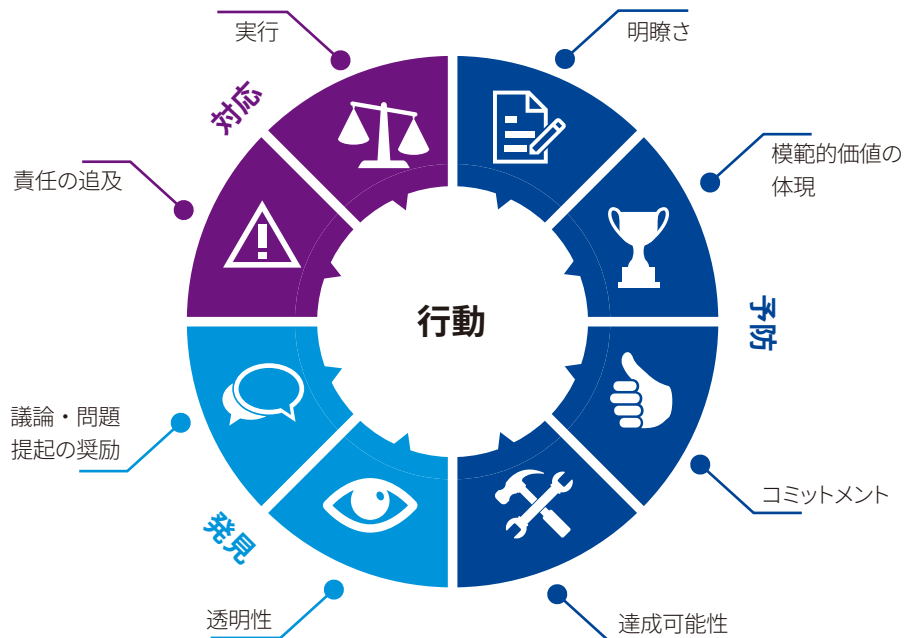 実行
明瞭さ
対応
模範的価値の
体現
責任の追及
行動
予防
議論・問題
提起の奨励
コミットメント
発見
透明性
達成可能性